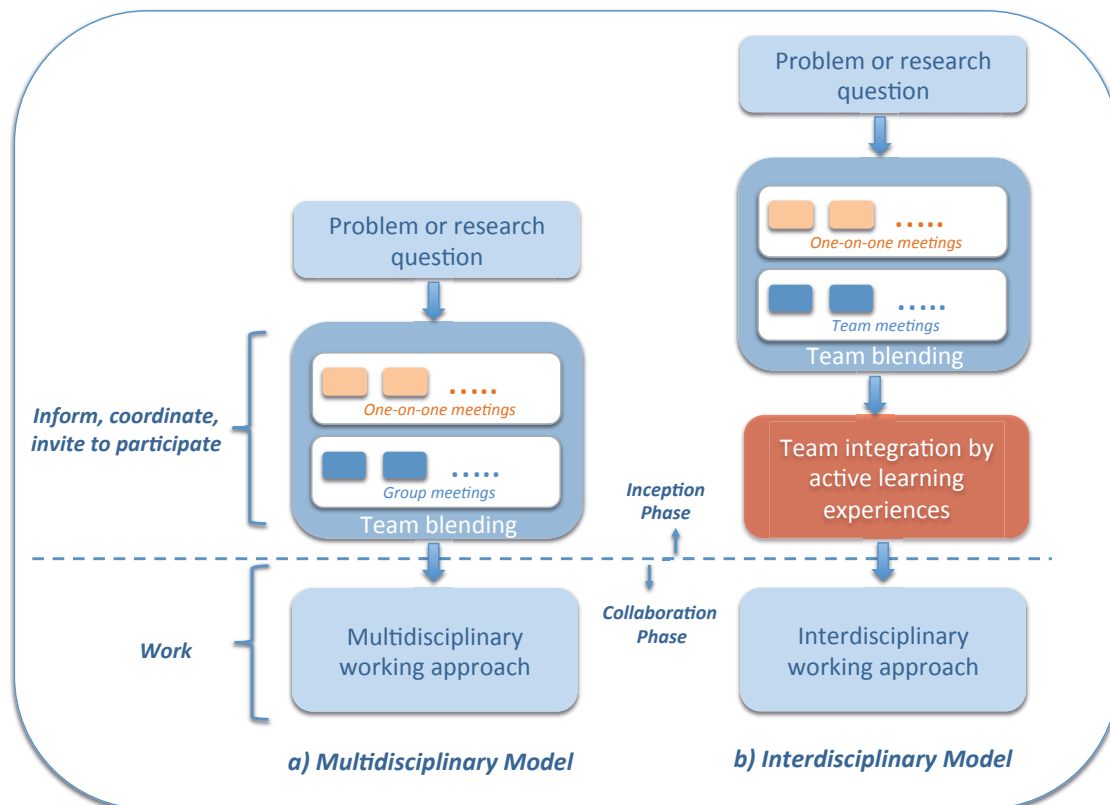 Problem or research
question
One-on-one meetings
Group meetings
Team blending
Inform, coordinate,
invite to participate
Work
Multidisciplinary
working approach
a) Multidisciplinary Model
Inception
Phase
Collaboration
Phase
Problem or research
question
One-on-one meetings
Team meetings
Team blending
Team integration by
active learning
experiences
Interdisciplinary
working approach
b) Interdisciplinary Model